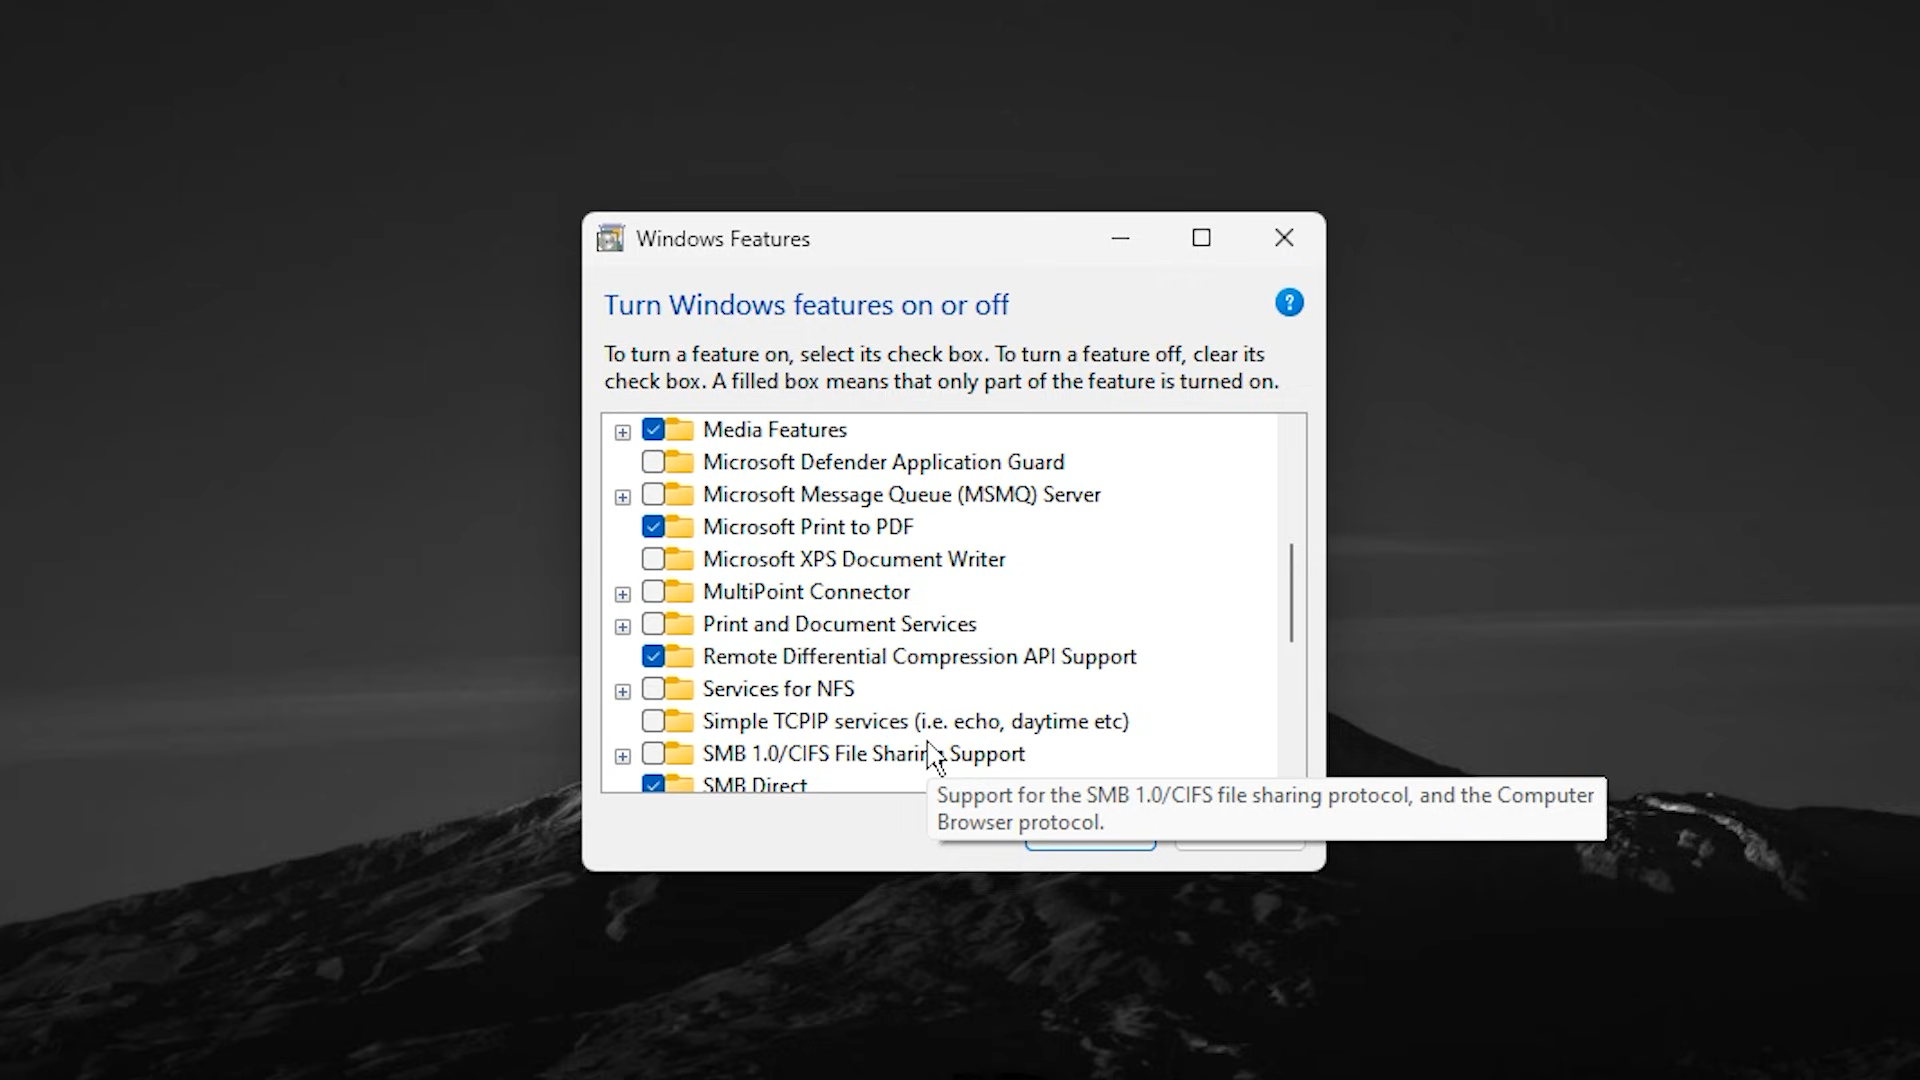 Windows Features
Turn Windows features on or off
?
To turn a feature on, select its check box. To turn a feature off, clear its
check box. A filled box means that only part of the feature is turned on.
Media Features
Microsoft Defender Application Guard
Microsoft Message Queue (MSMQ) Server
Microsoft Print to PDF
Microsoft XPS Document Writer
MultiPoint Connector
Print and Document Services
Remote Differential Compression API Support
Services for NFS
Simple TCPIP services (i.e. echo, daytime etc)
SMB 1.0/CIFS File Sharing Support
SMB Direct
Support for the SMB 1.0/CIFS file sharing protocol, and the Computer
Browser protocol.